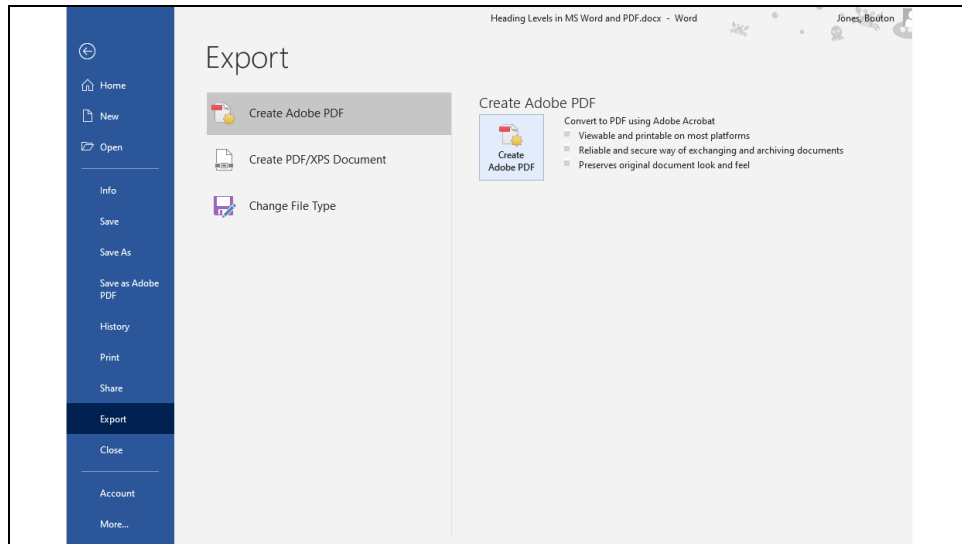 Heading Levels in MS Word and PDF.docx - Word
Jones, Bouton
Export
Home
New
Open
Info
Save
Save As
Save as Adobe
PDF
History
Print
Share
Export
Close
Account
More...
Create Adobe PDF
Create PDF/XPS Document
Change File Type
Create Adobe PDF
Create
Adobe PDF
Convert to PDF using Adobe Acrobat
Viewable and printable on most platforms
Reliable and secure way of exchanging and archiving documents
Preserves original document look and feel